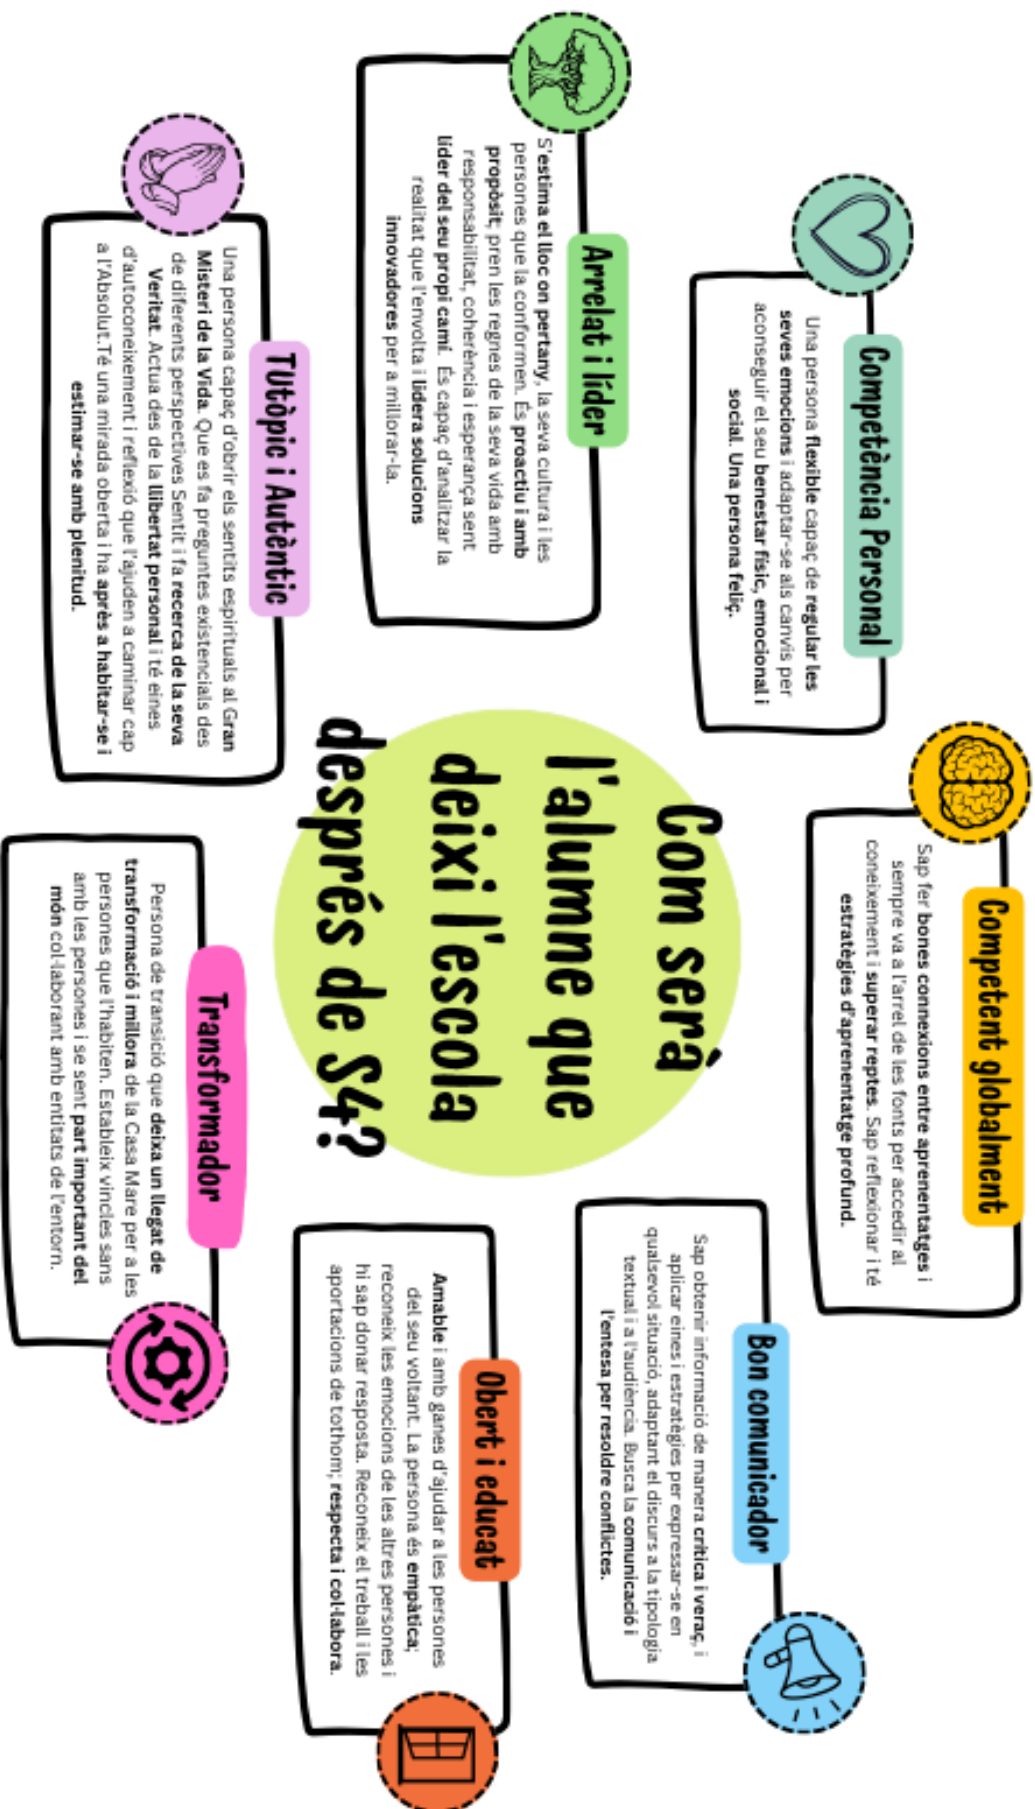 Com serà
l'alumne que
deixi l'escola
després de S4?
Competència Personal
Una persona flexible capaç de regular les
seves emocions i adaptar-se als canvis per
aconseguir el seu benestar físic, emocional i
social. Una persona feliç.
Competent globalment
Sap fer bones connexions entre aprenentatges i
sempre va a l'arrel de les fonts per accedir al
coneixement i superar reptes. Sap reflexionar i té
estratègies d'aprenentatge profund.
Arrelat i líder
S'estima el lloc on pertany, la seva cultura i les
persones que la conformen. És proactiu i amb
propòsit; pren les regnes de la seva vida amb
responsabilitat, coherència i esperança sent
líder del seu propi camí. És capaç d'analitzar la
realitat que l'envolta i lidera solucions
innovadores per a millorar-la.
Bon comunicador
Sap obtenir informació de manera crítica i veraç, i
aplicar eines i estratègies per expressar-se en
qualsevol situació, adaptant el discurs a la tipologia
textual i a l'audiència. Busca la comunicació i
l'entesa per resoldre conflictes.
TUtòpic i Autèntic
Una persona capaç d'obrir els sentits espirituals al Gran
Misteri de la Vida. Que es fa preguntes existencials des
de diferents perspectives Sentit i fa recerca de la seva
Veritat. Actua des de la llibertat personal i té eines
d'autoconeixement i reflexió que l'ajuden a caminar cap
a l'Absolut.Té una mirada oberta i ha après a habitar-se i
estimar-se amb plenitud.
Obert i educat
Amable i amb ganes d'ajudar a les persones
del seu voltant. La persona és empàtica;
reconeix les emocions de les altres persones i
hi sap donar resposta. Reconeix el treball i les
aportacions de tothom; respecta i col·labora.
Transformador
Persona de transició que deixa un llegat de
transformació i millora de la Casa Mare per a les
persones que l'habiten. Estableix vincles sans
amb les persones i se sent part important del
món col·laborant amb entitats de l'entorn.